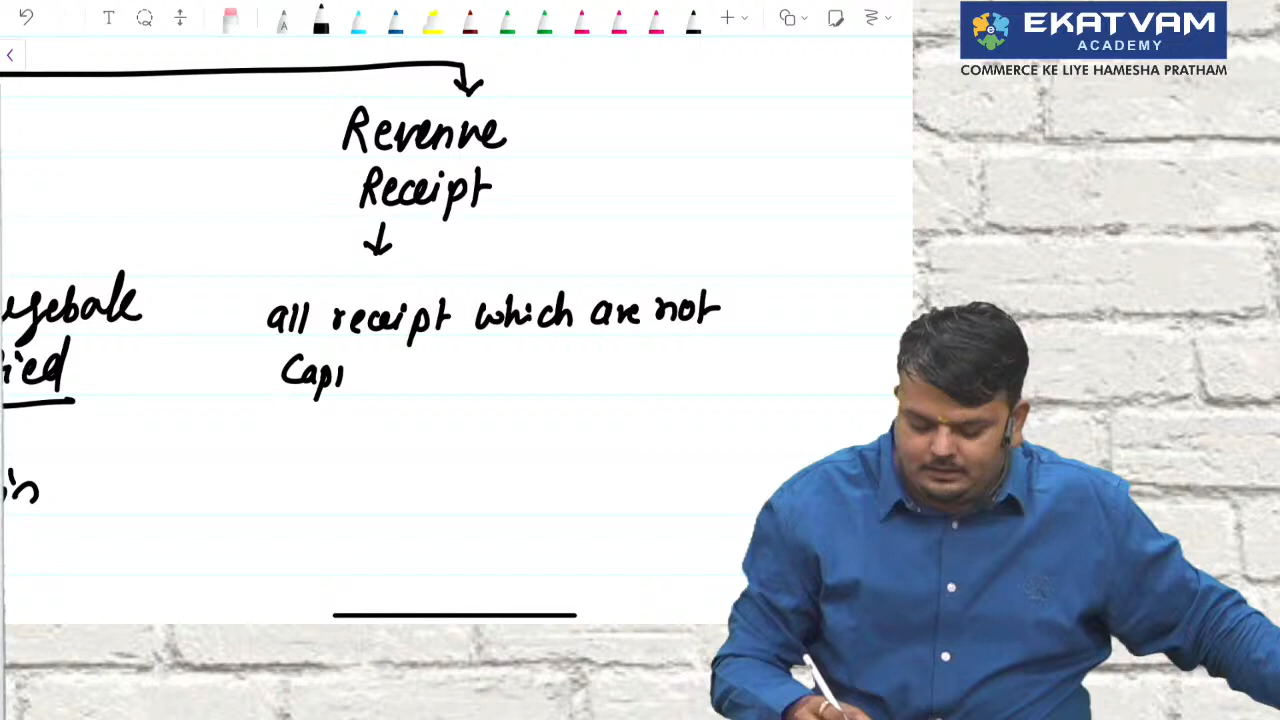 EKATVAM
ACADEMY
COMMERCE KE LIYE HAMESHA PRATHAM
Revenue
Receipt
all receipt which are not
Capi